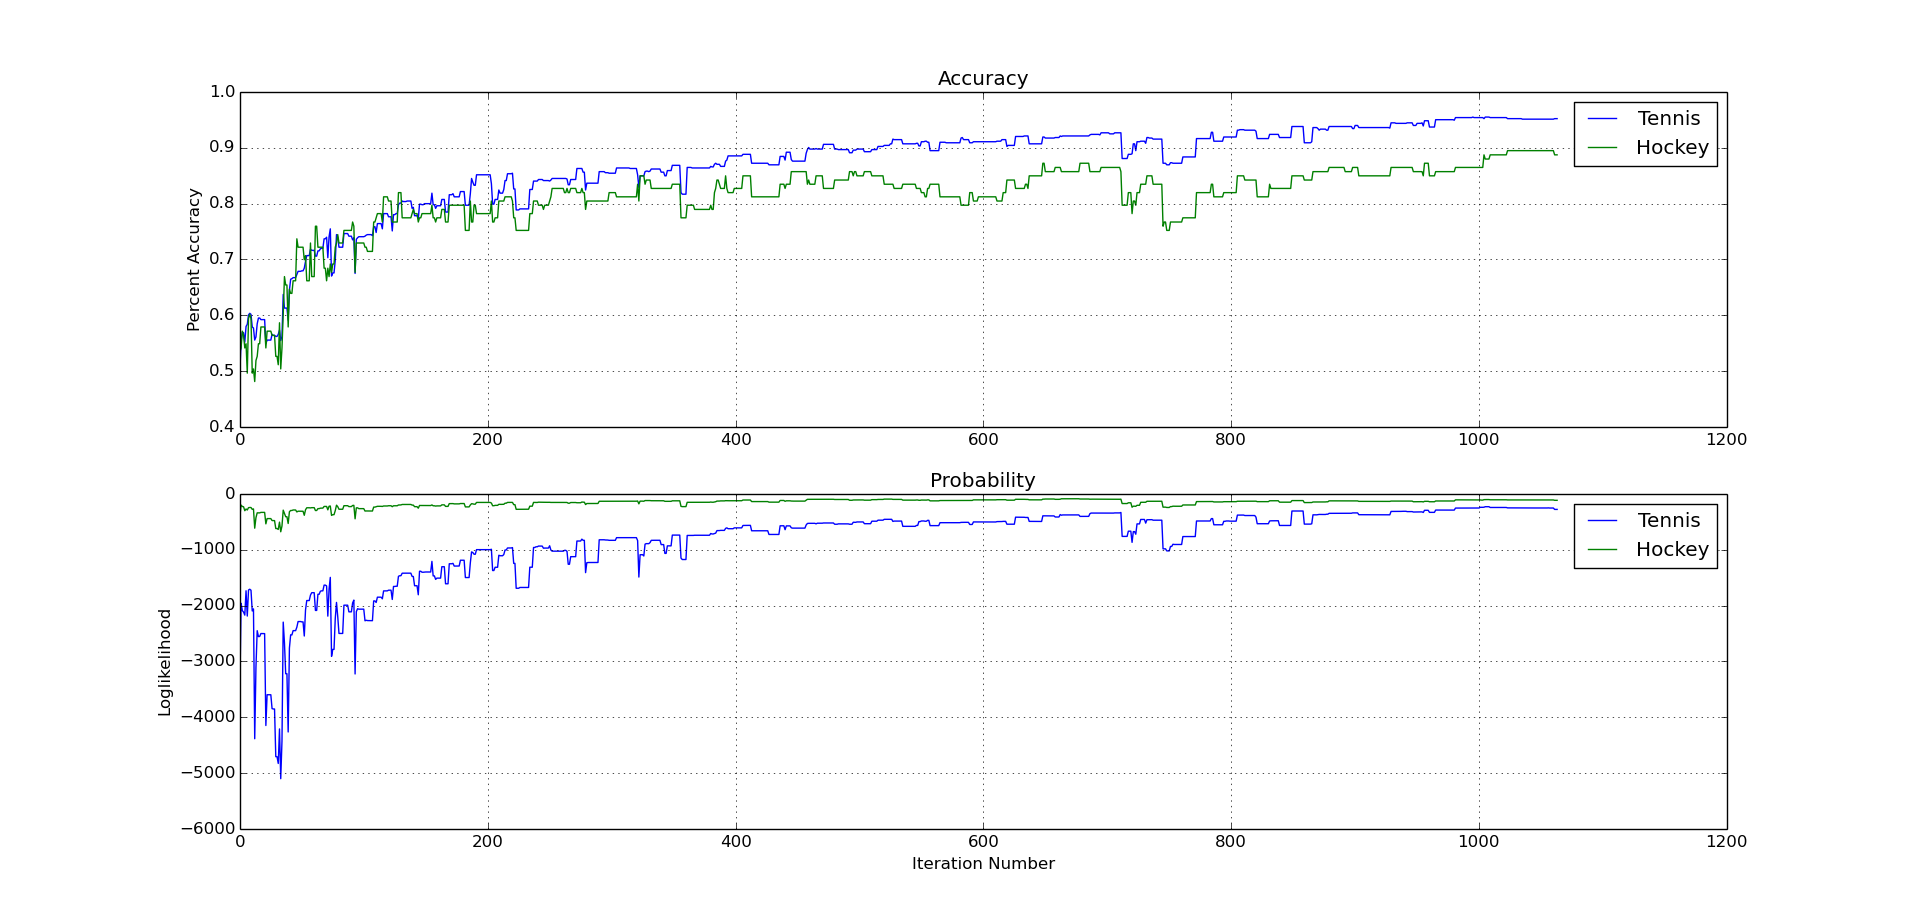 Accuracy
1.0
0.9
0.8
0.7
0.6
0.5
0.4
Percent Accuracy
Tennis
Hockey
0 200 400 600 800 1000 1200
Probability
0
−1000
−2000
−3000
−4000
−5000
−6000
Loglikelihood
Tennis
Hockey
0 200 400 600 800 1000 1200
Iteration Number